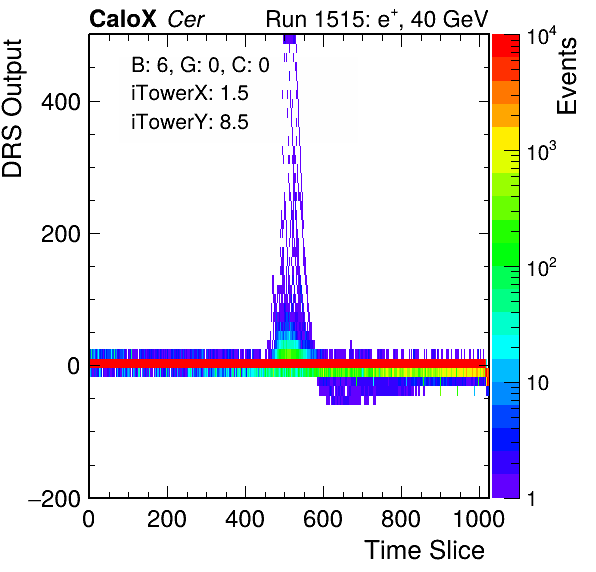 CaloX Cer Run 1515: e⁺, 40 GeV
B: 6, G: 0, C: 0
iTowerX: 1.5
iTowerY: 8.5
DRS Output
400
200
0
−200
0 200 400 600 800 1000
Time Slice
Events
10⁴
10³
10²
10
1